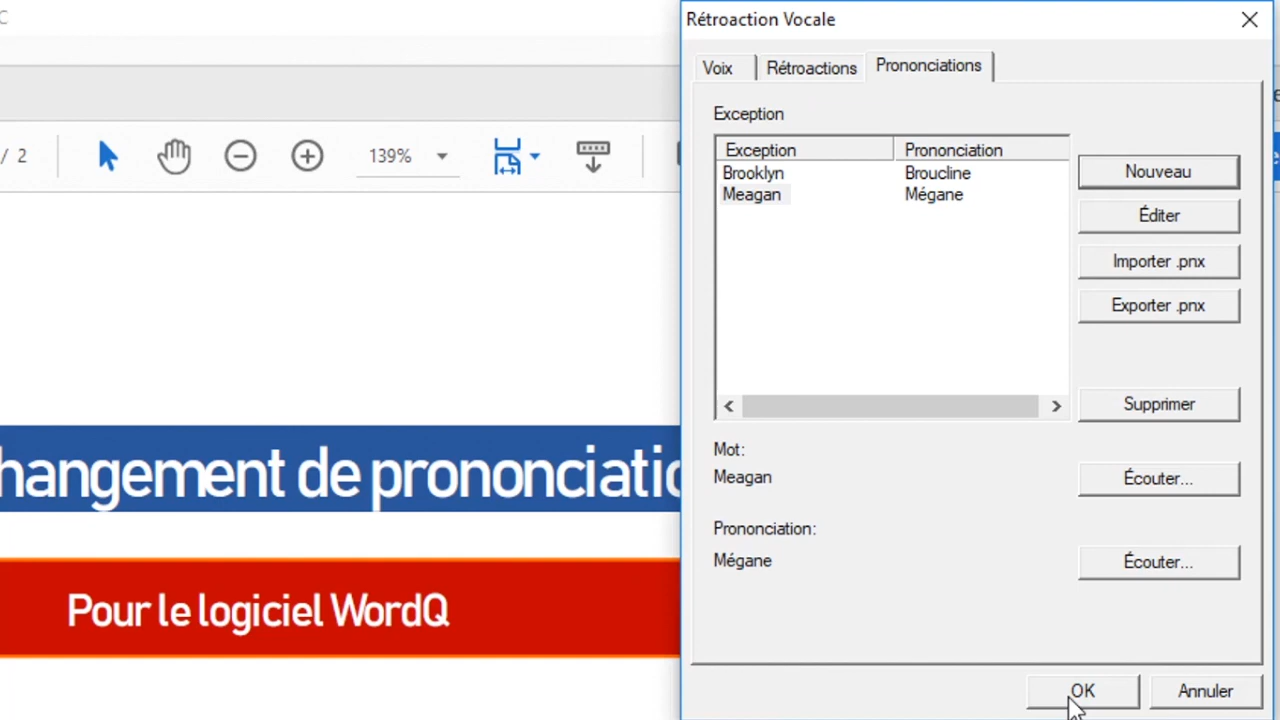 C
Rétroaction Vocale
Voix Rétroactions Prononciations
/ 2
139%
Exception
Exception Prononciation
Brooklyn Broucline
Meagan Mégane
Nouveau
Éditer
Importer .pnx
Exporter .pnx
Supprimer
hangement de prononciatio
Pour le logiciel WordQ
Mot:
Meagan
Écouter...
Prononciation:
Mégane
Écouter...
OK Annuler